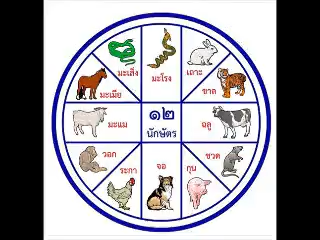 มะเส็ง
มะโรง
เถาะ
มะเมีย
ขาล
๑๒
นักษัตร
มะแม
ฉลู
วอก
ชวด
ระกา
จอ
กุน